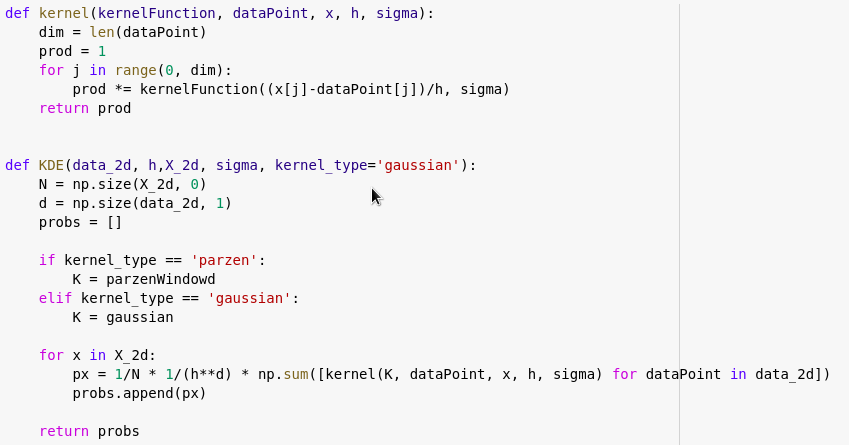 def kernel(kernelFunction, dataPoint, x, h, sigma):
    dim = len(dataPoint)
    prod = 1
    for j in range(0, dim):
        prod *= kernelFunction((x[j]-dataPoint[j])/h, sigma)
    return prod

def KDE(data_2d, h,X_2d, sigma, kernel_type='gaussian'):
    N = np.size(X_2d, 0)
    d = np.size(data_2d, 1)
    probs = []

    if kernel_type == 'parzen':
        K = parzenWindowd
    elif kernel_type == 'gaussian':
        K = gaussian

    for x in X_2d:
        px = 1/N * 1/(h**d) * np.sum([kernel(K, dataPoint, x, h, sigma) for dataPoint in data_2d])
        probs.append(px)

    return probs